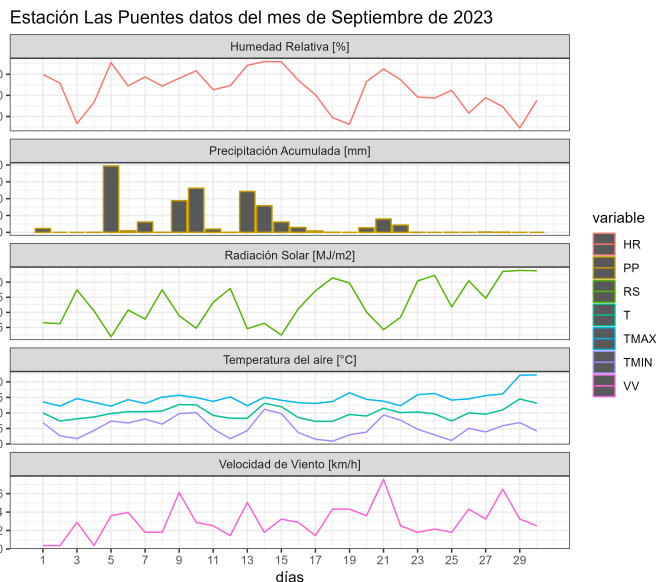 Estación Las Puentes datos del mes de Septiembre de 2023
Humedad Relativa [%]
Precipitación Acumulada [mm]
Radiación Solar [MJ/m2]
Temperatura del aire [°C]
Velocidad de Viento [km/h]
1 3 5 7 9 11 13 15 17 19 21 23 25 27 29
días
variable
HR
PP
RS
T
TMAX
TMIN
VV